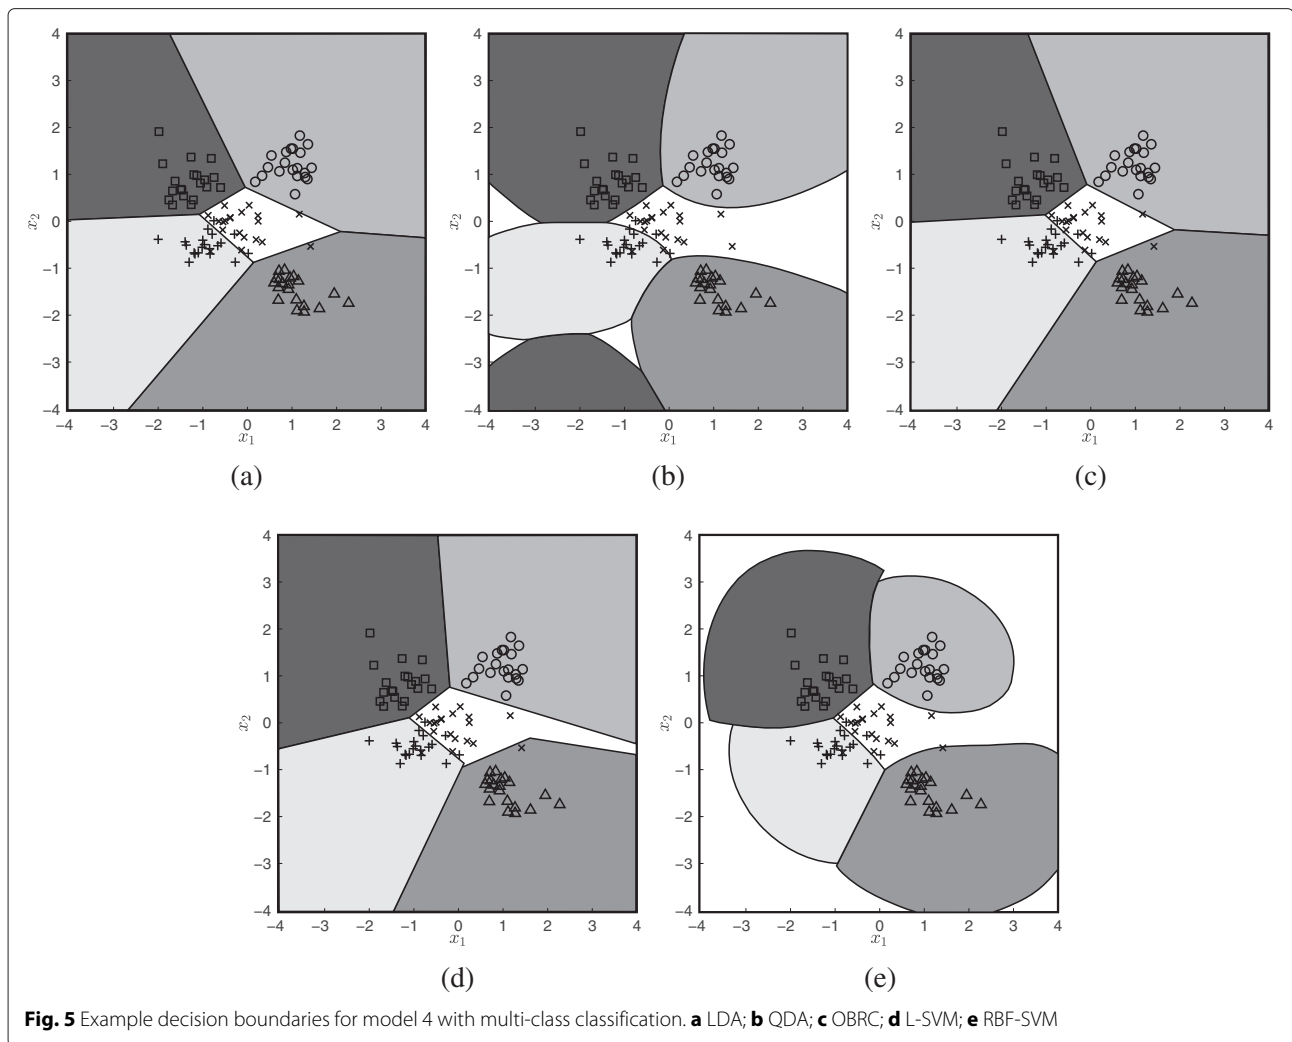 4 4 4
3 3 3
2 2 2
1 1 1
x₂ 0 x₂ 0 x₂ 0
−1 −1 −1
−2 −2 −2
−3 −3 −3
−4 −4 −4
−4 −3 −2 −1 0 1 2 3 4 −4 −3 −2 −1 0 1 2 3 4 −4 −3 −2 −1 0 1 2 3 4
x₁ x₁ x₁
(a) (b) (c)
4 4
3 3
2 2
1 1
x₂ 0 x₂ 0
−1 −1
−2 −2
−3 −3
−4 −4
−4 −3 −2 −1 0 1 2 3 4 −4 −3 −2 −1 0 1 2 3 4
x₁ x₁
(d) (e)
Fig. 5 Example decision boundaries for model 4 with multi-class classification. a LDA; b QDA; c OBRC; d L-SVM; e RBF-SVM